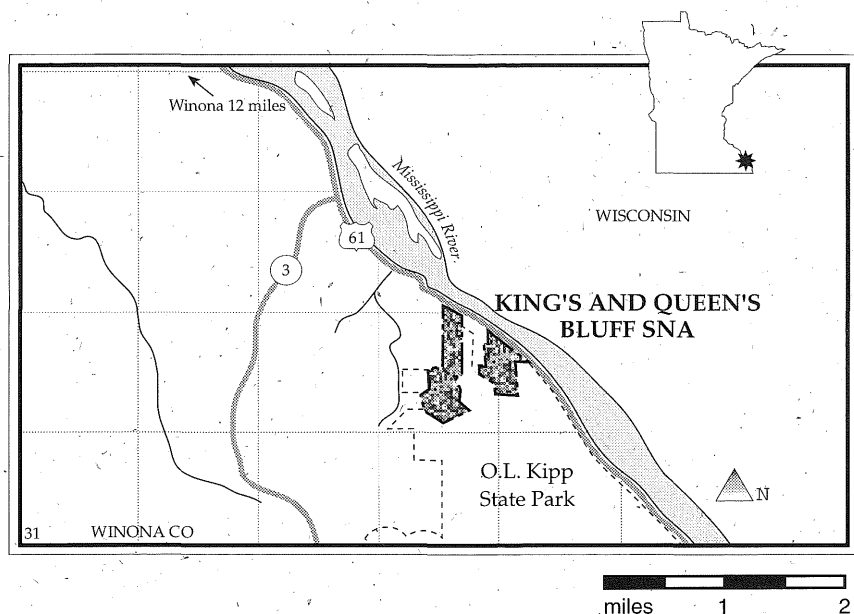 Winona 12 miles
Mississippi River
WISCONSIN
61
3
KING'S AND QUEEN'S
BLUFF SNA
O.L. Kipp
State Park
N
31
WINONA CO
miles 1 2